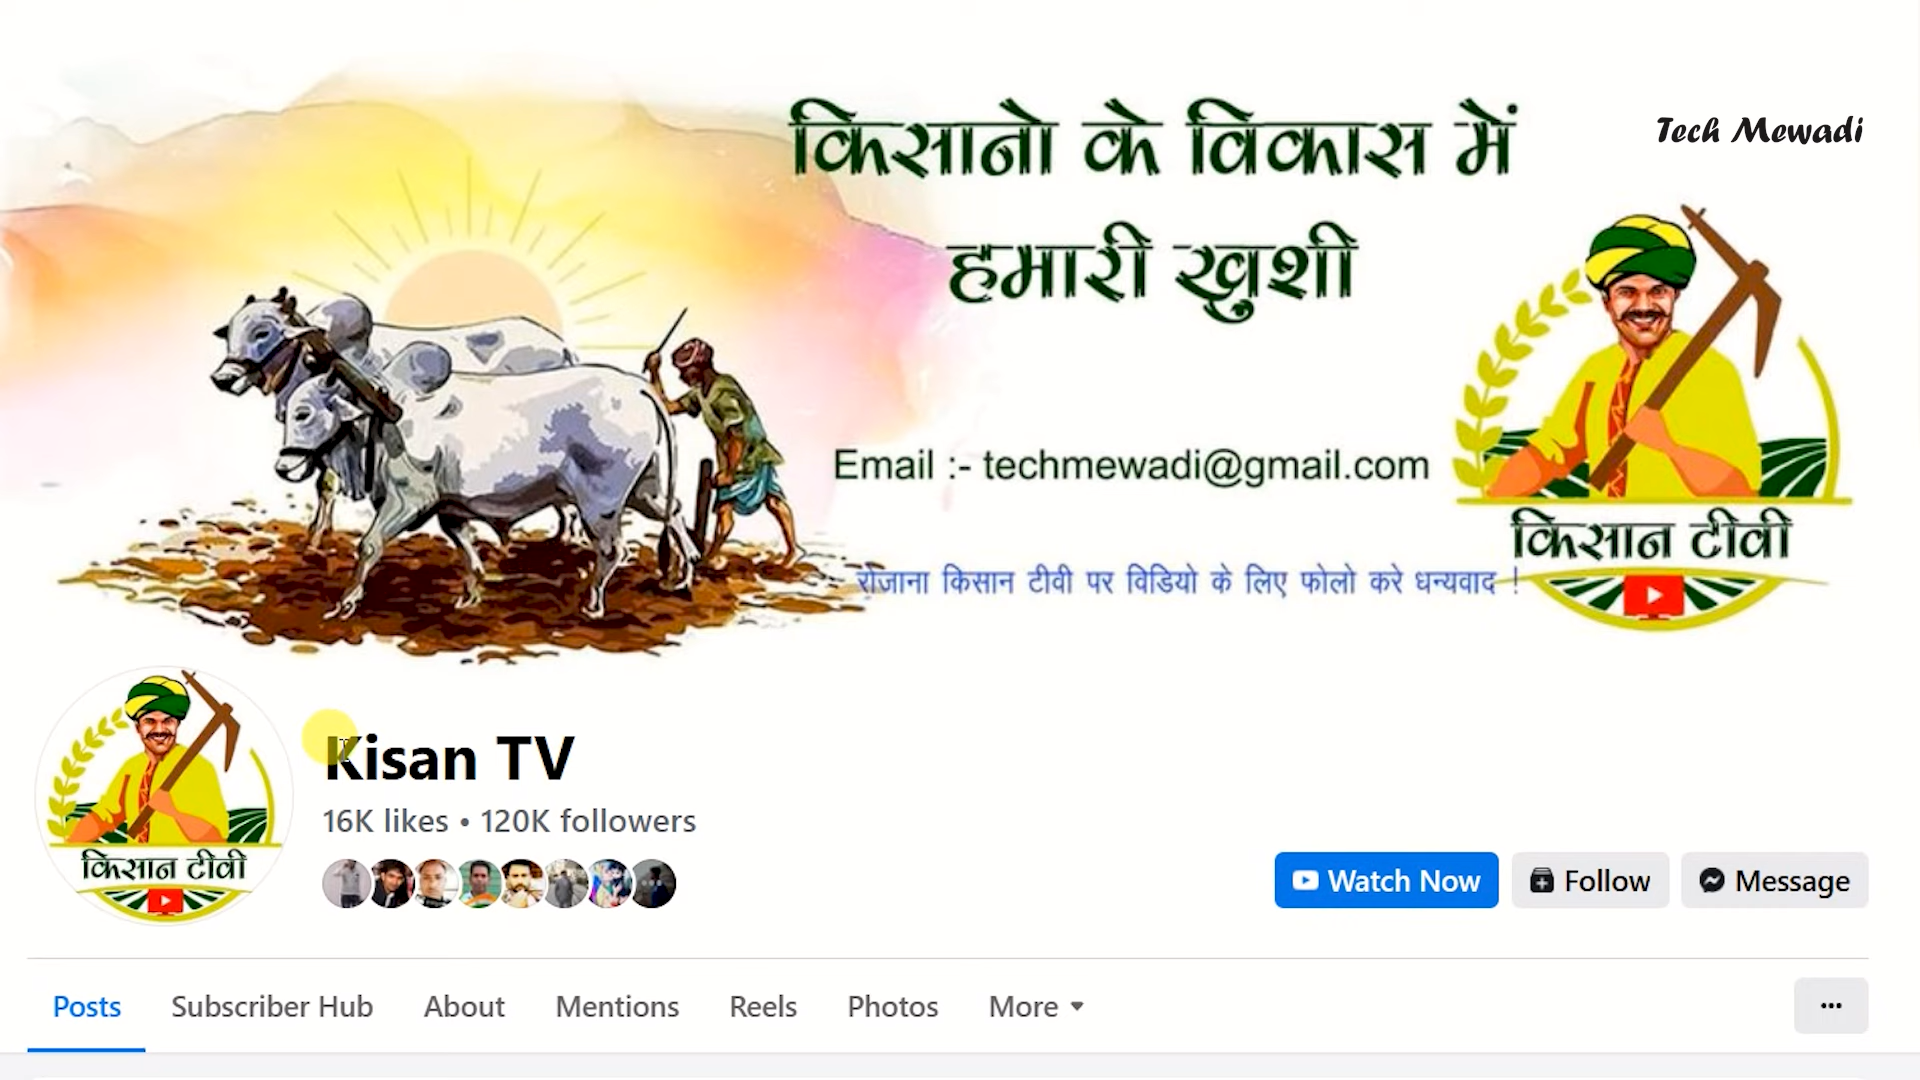 किसानो के विकास में
हमारी खुशी
Tech Mewadi
Email :- techmewadi@gmail.com
रोजाना किसान टीवी पर विडियो के लिए फोलो करे धन्यवाद !
किसान टीवी
किसान टीवी
Kisan TV
16K likes • 120K followers
Watch Now
Follow
Message
Posts
Subscriber Hub
About
Mentions
Reels
Photos
More